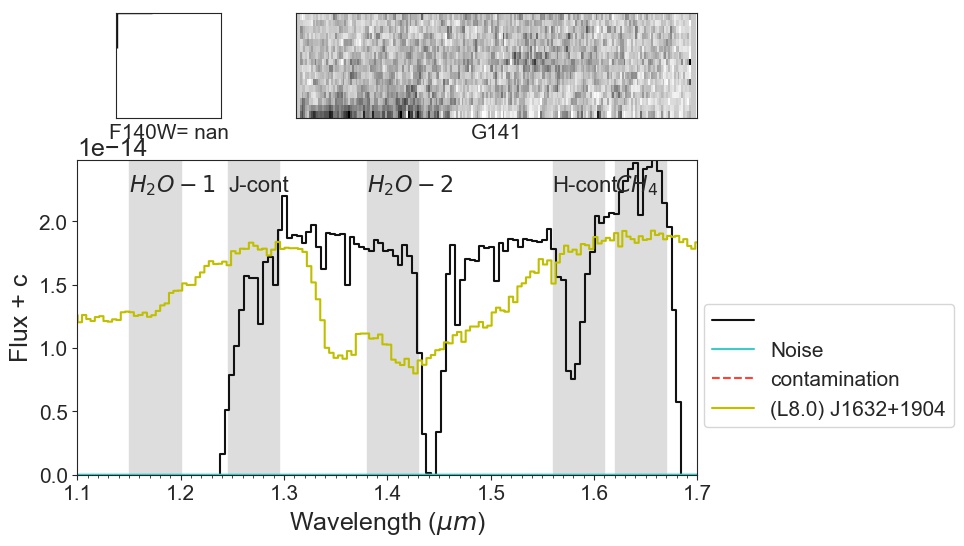 F140W= nan
G141
1e−14
H₂O − 1 J-cont H₂O − 2 H-cont CH₄
2.0
1.5
1.0
0.5
0.0
1.1 1.2 1.3 1.4 1.5 1.6 1.7
Flux + c
Wavelength (μm)
Noise
contamination
(L8.0) J1632+1904